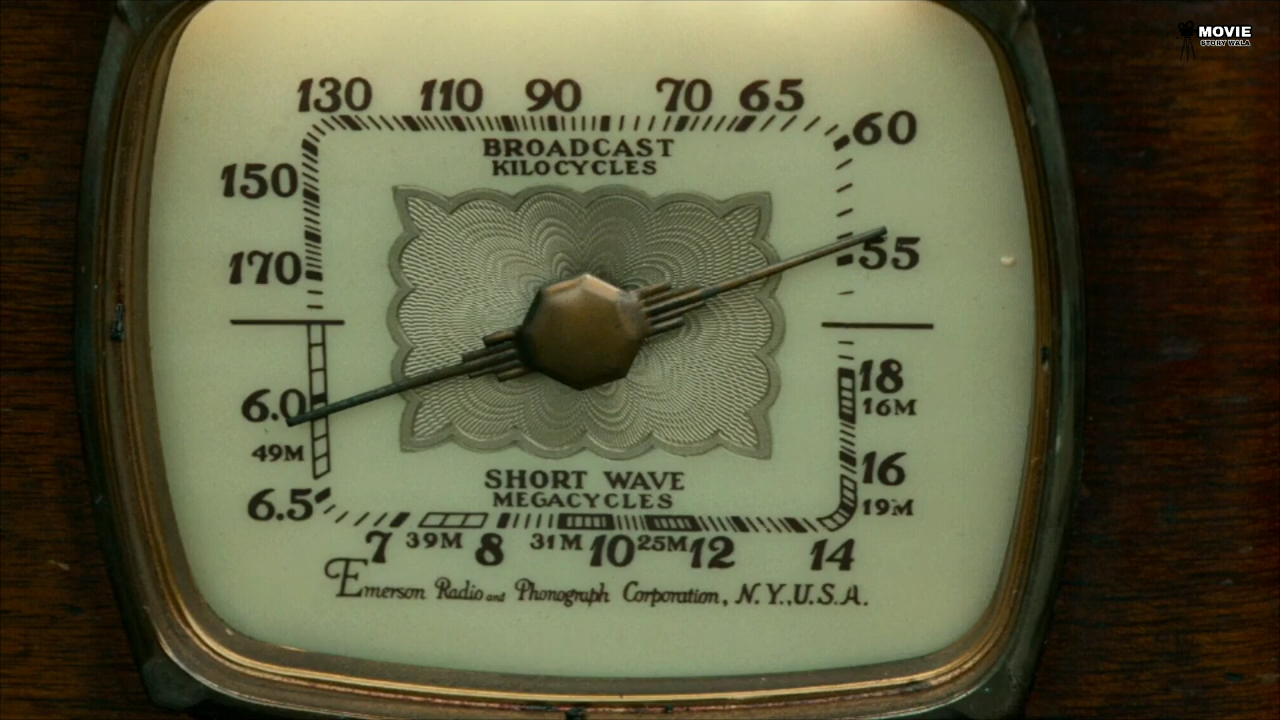 MOVIE
STORY WALA
130 110 90 70 65
60
BROADCAST
KILOCYCLES
150
55
170
18
6.0
16M
49M
16
SHORT WAVE
MEGACYCLES
6.5
19M
7 39M 8 31M 10 25M 12 14
Emerson Radio and Phonograph Corporation, N.Y., U.S.A.